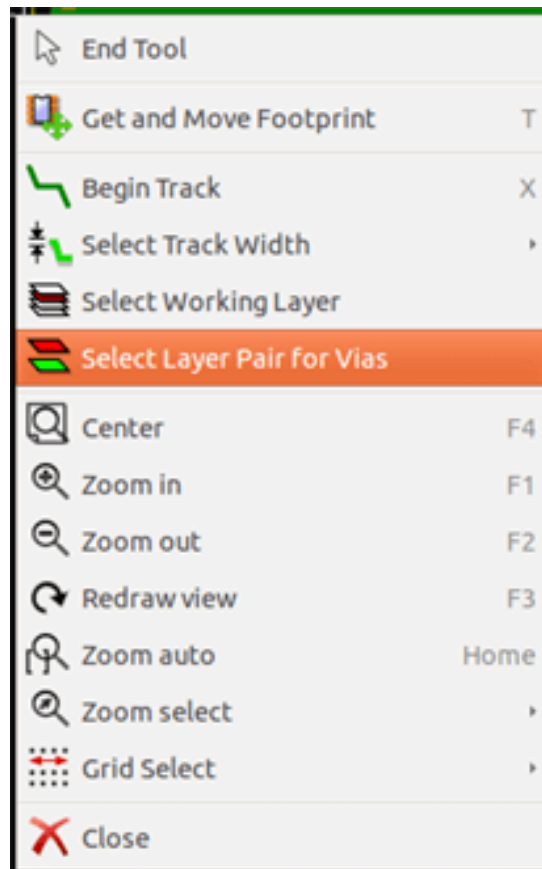 End Tool
Get and Move Footprint T
Begin Track X
Select Track Width
Select Working Layer
Select Layer Pair for Vias
Center F4
Zoom in F1
Zoom out F2
Redraw view F3
Zoom auto Home
Zoom select
Grid Select
Close